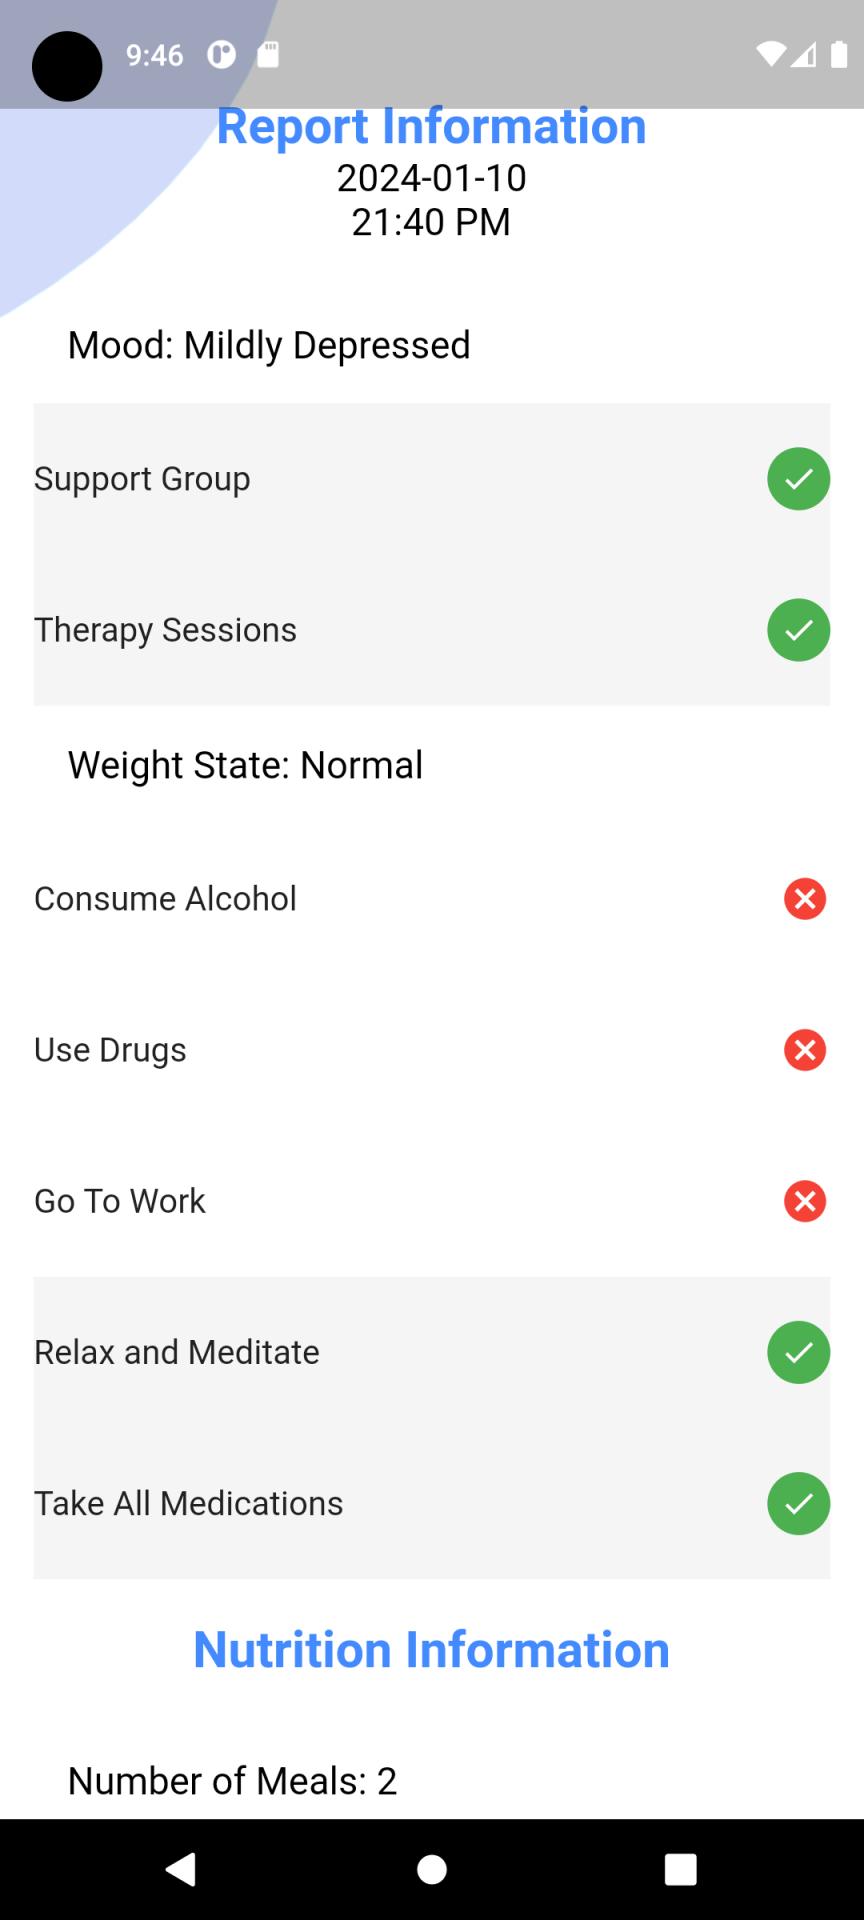 9:46
Report Information
2024-01-10
21:40 PM
Mood: Mildly Depressed
Support Group
Therapy Sessions
Weight State: Normal
Consume Alcohol
Use Drugs
Go To Work
Relax and Meditate
Take All Medications
Nutrition Information
Number of Meals: 2